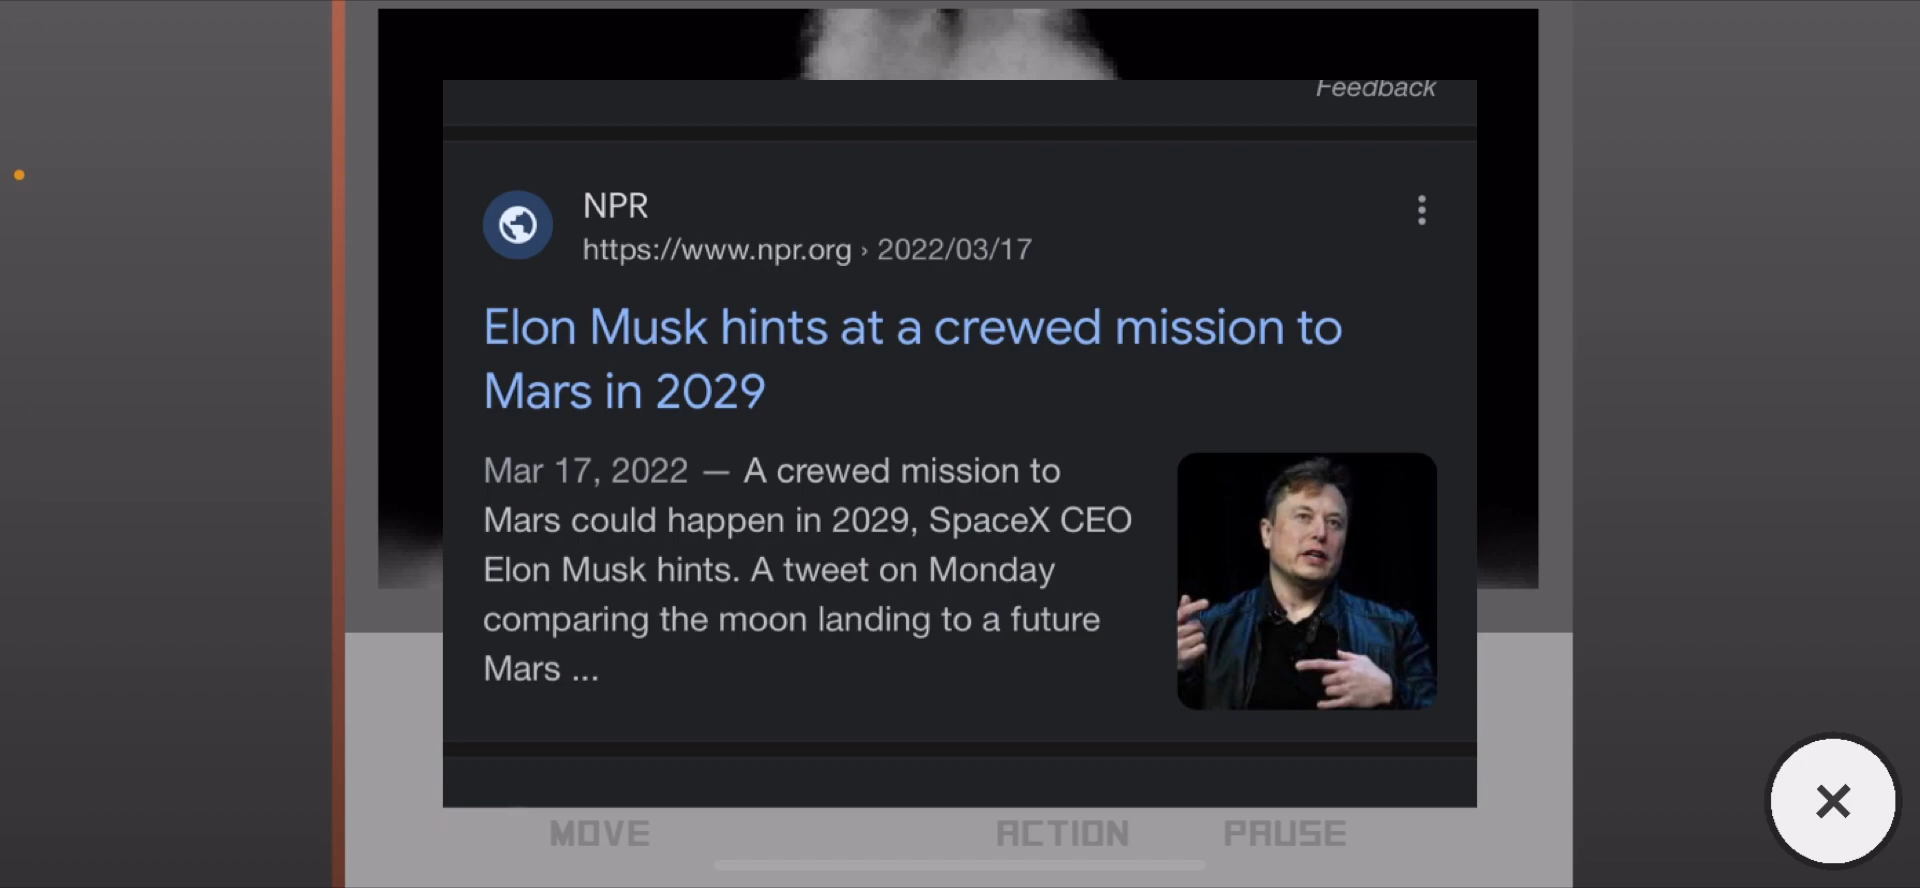 Feedback
NPR
https://www.npr.org › 2022/03/17
Elon Musk hints at a crewed mission to
Mars in 2029
Mar 17, 2022 — A crewed mission to
Mars could happen in 2029, SpaceX CEO
Elon Musk hints. A tweet on Monday
comparing the moon landing to a future
Mars ...
MOVE ACTION PAUSE